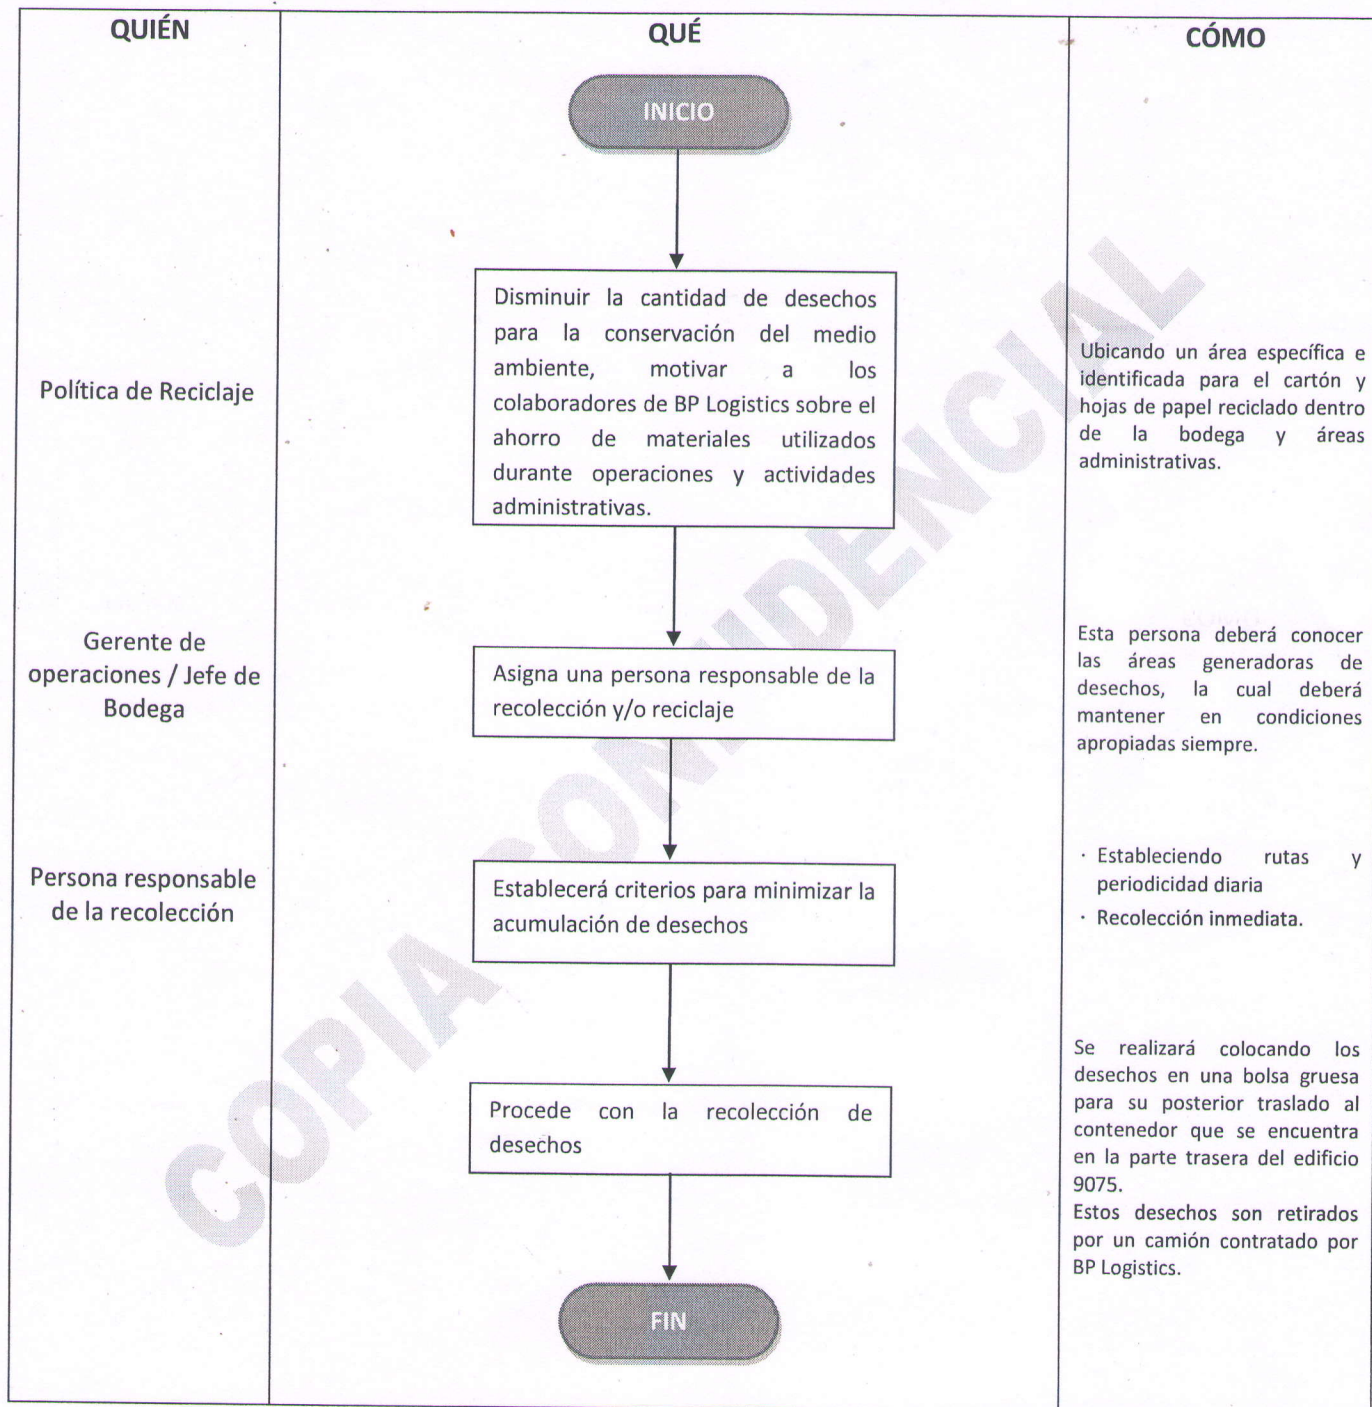 QUIÉN
QUÉ
CÓMO
INICIO
Política de Reciclaje
Disminuir la cantidad de desechos
para la conservación del medio
ambiente, motivar a los
colaboradores de BP Logistics sobre el
ahorro de materiales utilizados
durante operaciones y actividades
administrativas.
Ubicando un área específica e
identificada para el cartón y
hojas de papel reciclado dentro
de la bodega y áreas
administrativas.
Gerente de
operaciones / Jefe de
Bodega
Asigna una persona responsable de la
recolección y/o reciclaje
Esta persona deberá conocer
las áreas generadoras de
desechos, la cual deberá
mantener en condiciones
apropiadas siempre.
Persona responsable
de la recolección
Establecerá criterios para minimizar la
acumulación de desechos
· Estableciendo rutas y
periodicidad diaria
· Recolección inmediata.
Procede con la recolección de
desechos
Se realizará colocando los
desechos en una bolsa gruesa
para su posterior traslado al
contenedor que se encuentra
en la parte trasera del edificio
9075.
Estos desechos son retirados
por un camión contratado por
BP Logistics.
FIN
COPIA CONFIDENCIAL